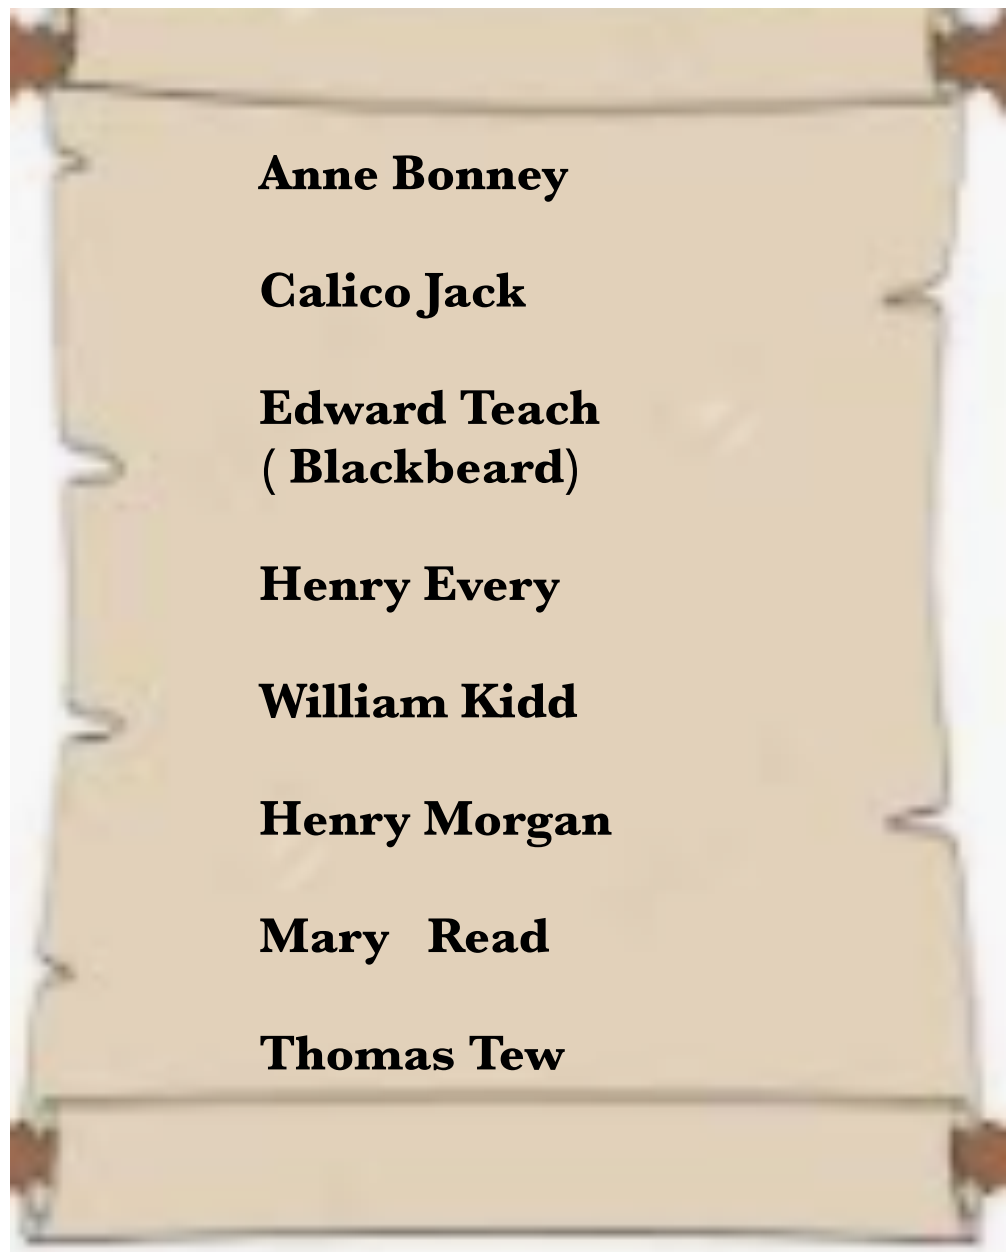 Anne Bonney
Calico Jack
Edward Teach
( Blackbeard)
Henry Every
William Kidd
Henry Morgan
Mary   Read
Thomas Tew